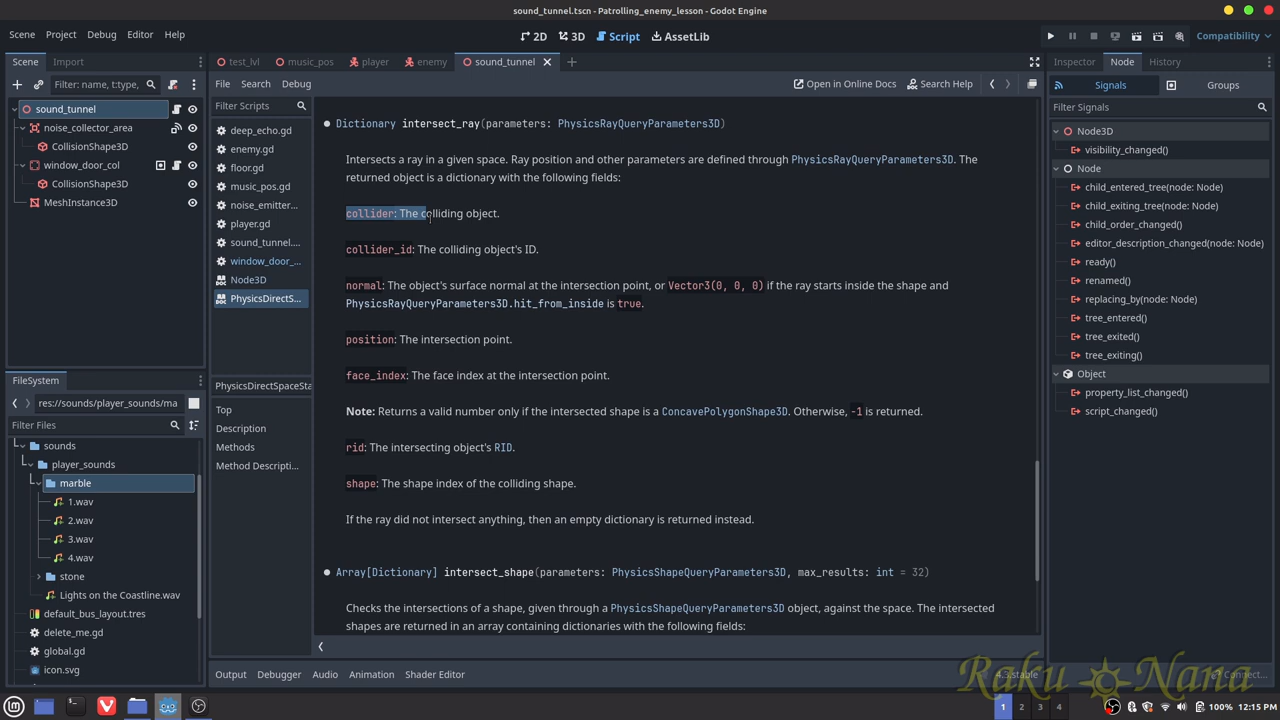 sound_tunnel.tscn - Patrolling_enemy_lesson - Godot Engine
Scene Project Debug Editor Help
2D 3D Script AssetLib
Compatibility
Scene Import
Filter: name, t:type,
sound_tunnel
noise_collector_area
CollisionShape3D
window_door_col
CollisionShape3D
MeshInstance3D
FileSystem
res://sounds/player_sounds/ma
Filter Files
sounds
player_sounds
marble
1.wav
2.wav
3.wav
4.wav
stone
Lights on the Coastline.wav
default_bus_layout.tres
delete_me.gd
global.gd
icon.svg
test_lvl music_pos player enemy sound_tunnel
File Search Debug
Open in Online Docs Search Help
Filter Scripts
deep_echo.gd
enemy.gd
floor.gd
music_pos.gd
noise_emitter...
player.gd
sound_tunnel....
window_door_...
Node3D
PhysicsDirectS...
PhysicsDirectSpaceSta
Top
Description
Methods
Method Descripti...
Dictionary intersect_ray(parameters: PhysicsRayQueryParameters3D)
Intersects a ray in a given space. Ray position and other parameters are defined through PhysicsRayQueryParameters3D. The
returned object is a dictionary with the following fields:
collider: The colliding object.
collider_id: The colliding object's ID.
normal: The object's surface normal at the intersection point, or Vector3(0, 0, 0) if the ray starts inside the shape and
PhysicsRayQueryParameters3D.hit_from_inside is true.
position: The intersection point.
face_index: The face index at the intersection point.
Note: Returns a valid number only if the intersected shape is a ConcavePolygonShape3D. Otherwise, -1 is returned.
rid: The intersecting object's RID.
shape: The shape index of the colliding shape.
If the ray did not intersect anything, then an empty dictionary is returned instead.
Array[Dictionary] intersect_shape(parameters: PhysicsShapeQueryParameters3D, max_results: int = 32)
Checks the intersections of a shape, given through a PhysicsShapeQueryParameters3D object, against the space. The intersected
shapes are returned in an array containing dictionaries with the following fields:
Output Debugger Audio Animation Shader Editor
4.3.stable
Inspector Node History
Signals Groups
Filter Signals
Node3D
visibility_changed()
Node
child_entered_tree(node: Node)
child_exiting_tree(node: Node)
child_order_changed()
editor_description_changed(node: Node)
ready()
renamed()
replacing_by(node: Node)
tree_entered()
tree_exited()
tree_exiting()
Object
property_list_changed()
script_changed()
Connect...
Raku Nana
1 2 3 4
100% 12:15 PM